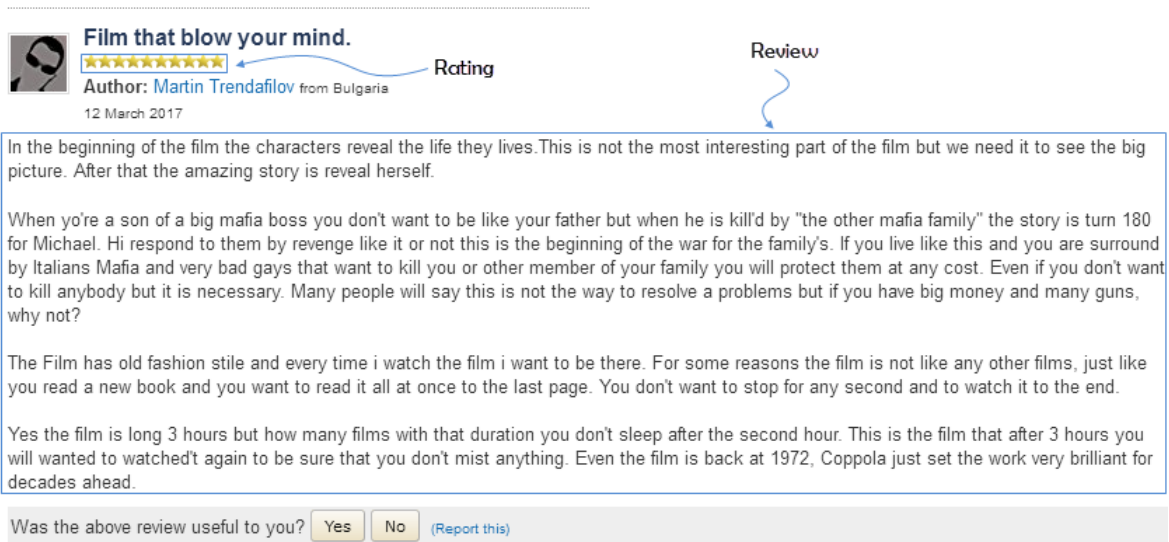 Film that blow your mind.
Review
Rating
Author: Martin Trendafilov from Bulgaria
12 March 2017
In the beginning of the film the characters reveal the life they lives.This is not the most interesting part of the film but we need it to see the big
picture. After that the amazing story is reveal herself.
When yo're a son of a big mafia boss you don't want to be like your father but when he is kill'd by "the other mafia family" the story is turn 180
for Michael. Hi respond to them by revenge like it or not this is the beginning of the war for the family's. If you live like this and you are surround
by Italians Mafia and very bad gays that want to kill you or other member of your family you will protect them at any cost. Even if you don't want
to kill anybody but it is necessary. Many people will say this is not the way to resolve a problems but if you have big money and many guns,
why not?
The Film has old fashion stile and every time i watch the film i want to be there. For some reasons the film is not like any other films, just like
you read a new book and you want to read it all at once to the last page. You don't want to stop for any second and to watch it to the end.
Yes the film is long 3 hours but how many films with that duration you don't sleep after the second hour. This is the film that after 3 hours you
will wanted to watched't again to be sure that you don't mist anything. Even the film is back at 1972, Coppola just set the work very brilliant for
decades ahead.
Was the above review useful to you? Yes No (Report this)